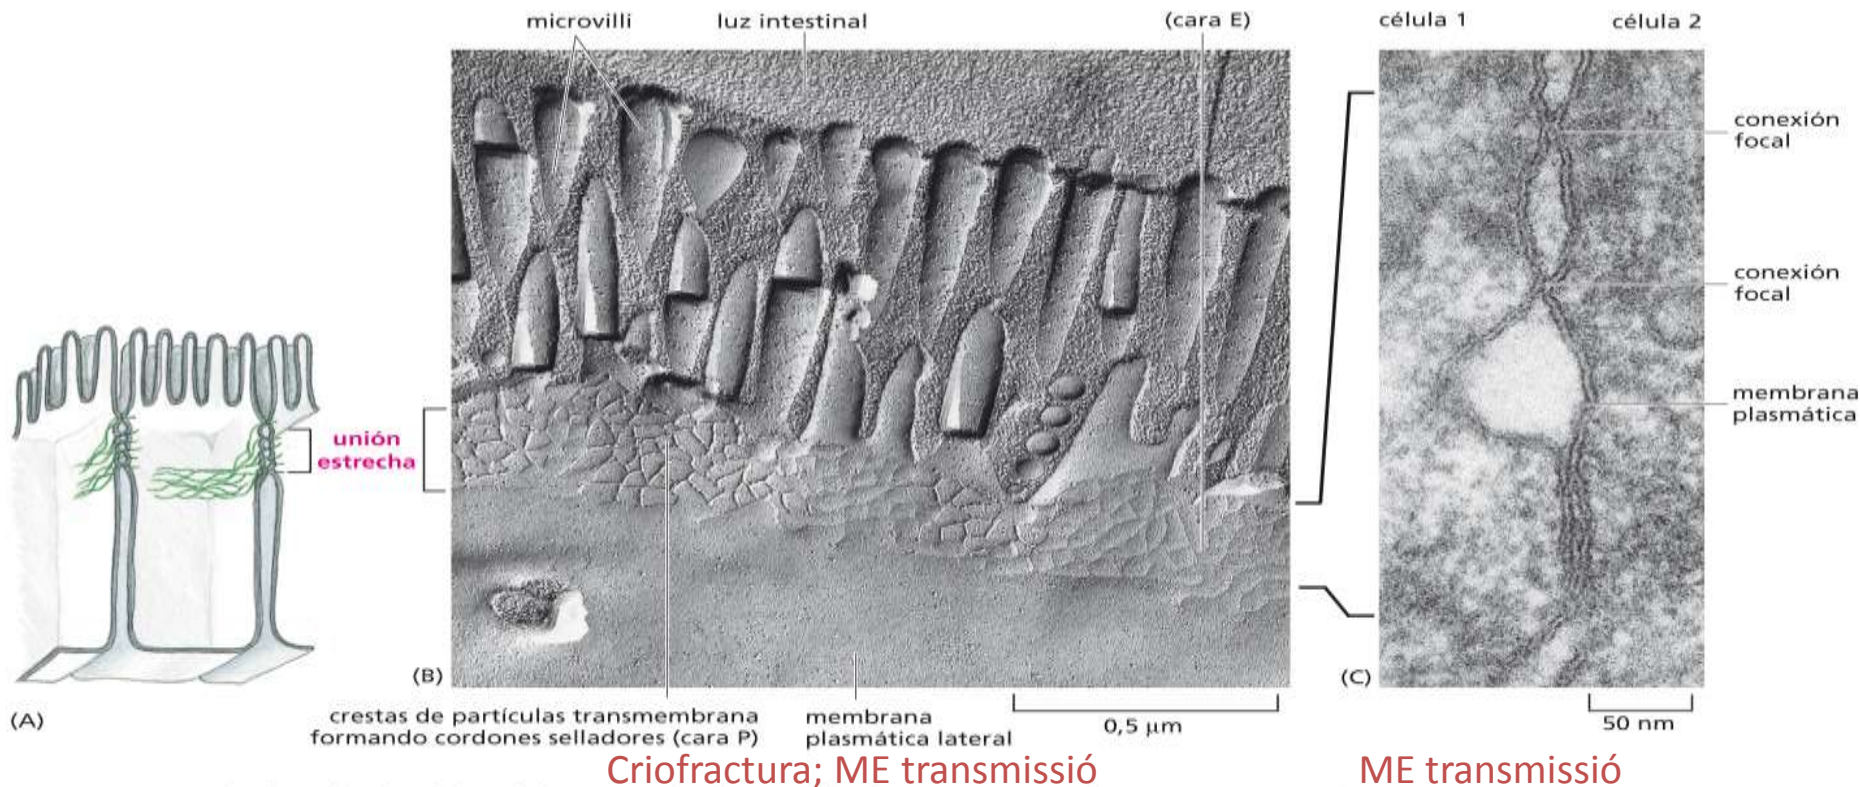 microvilli
luz intestinal
(cara E)
célula 1
célula 2
conexión
focal
conexión
focal
membrana
plasmática
unión
estrecha
(A)
(B)
(C)
crestas de partículas transmembrana
formando cordones selladores (cara P)
membrana
plasmática lateral
0,5 µm
50 nm
Criofractura; ME transmissió
ME transmissió